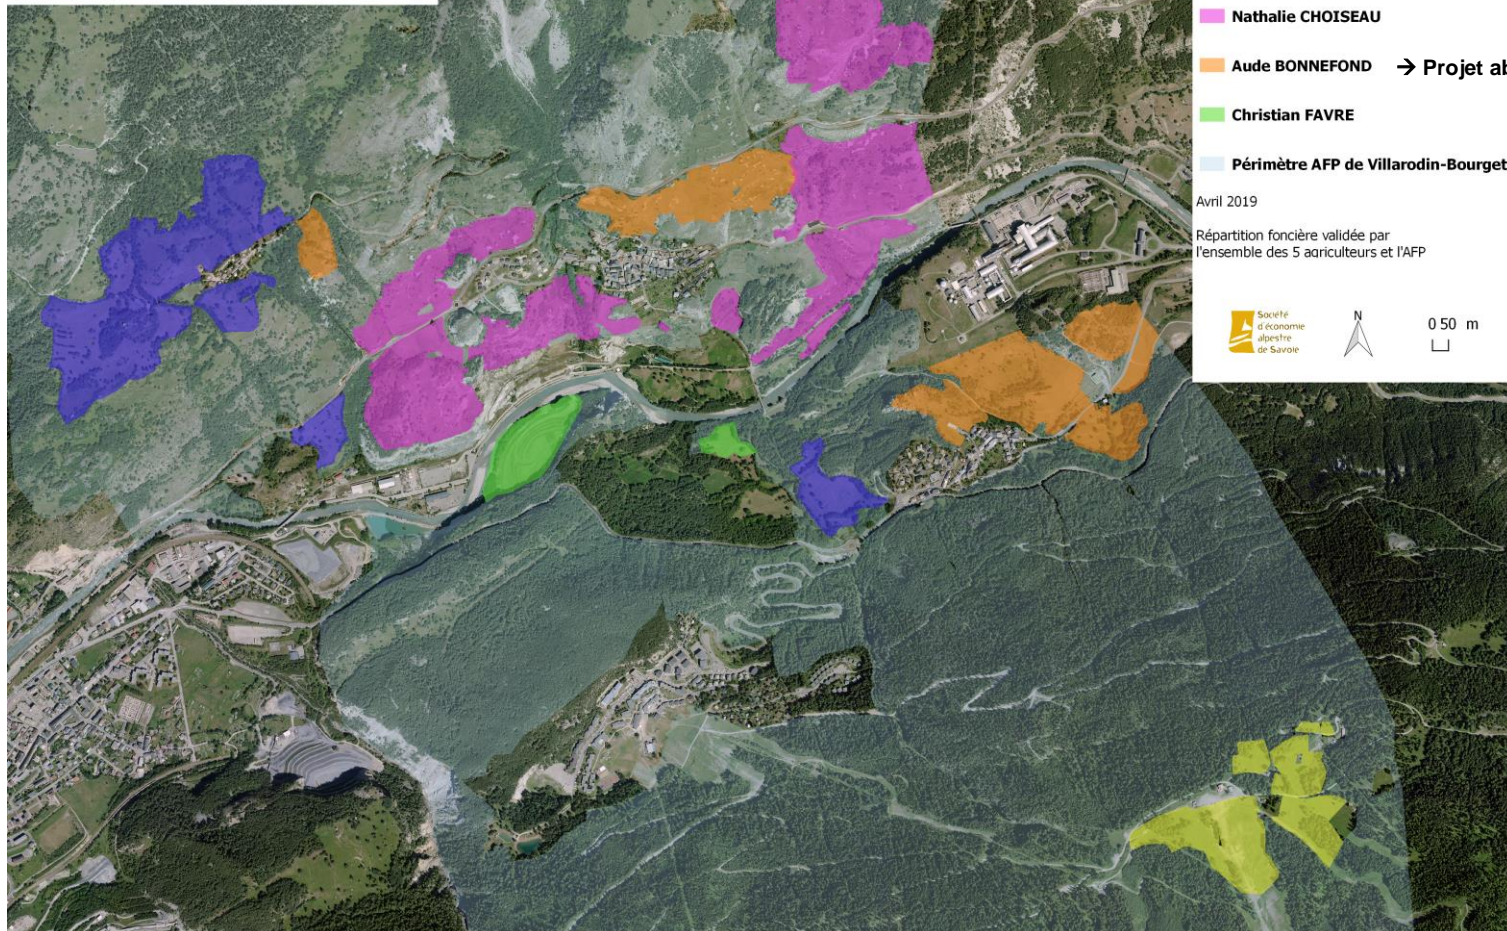 Nathalie CHOISEAU
Aude BONNEFOND → Projet ab
Christian FAVRE
Périmètre AFP de Villarodin-Bourget
Avril 2019
Répartition foncière validée par
l'ensemble des 5 agriculteurs et l'AFP
Société
d'économie
alpestre
de Savoie
N
0 50 m